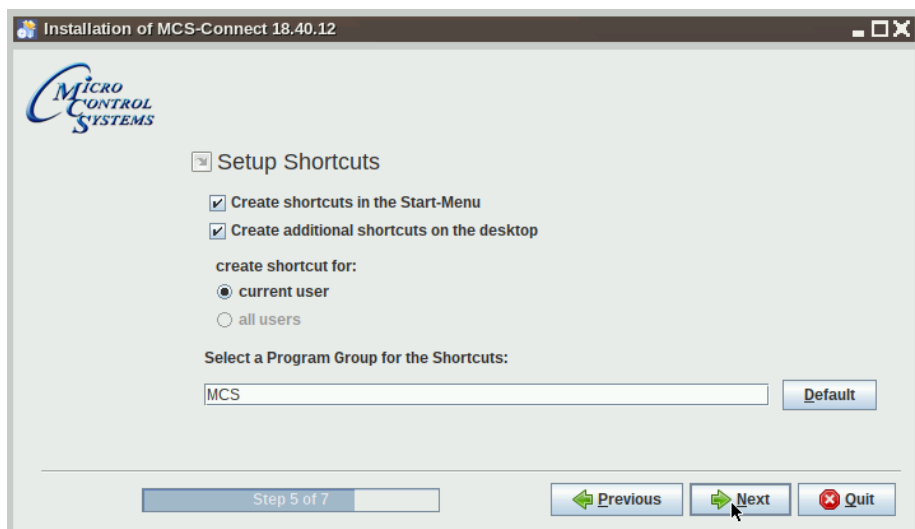 Installation of MCS-Connect 18.40.12
MICRO
CONTROL
SYSTEMS
Setup Shortcuts
Create shortcuts in the Start-Menu
Create additional shortcuts on the desktop
create shortcut for:
current user
all users
Select a Program Group for the Shortcuts:
MCS
Default
Step 5 of 7
Previous
Next
Quit